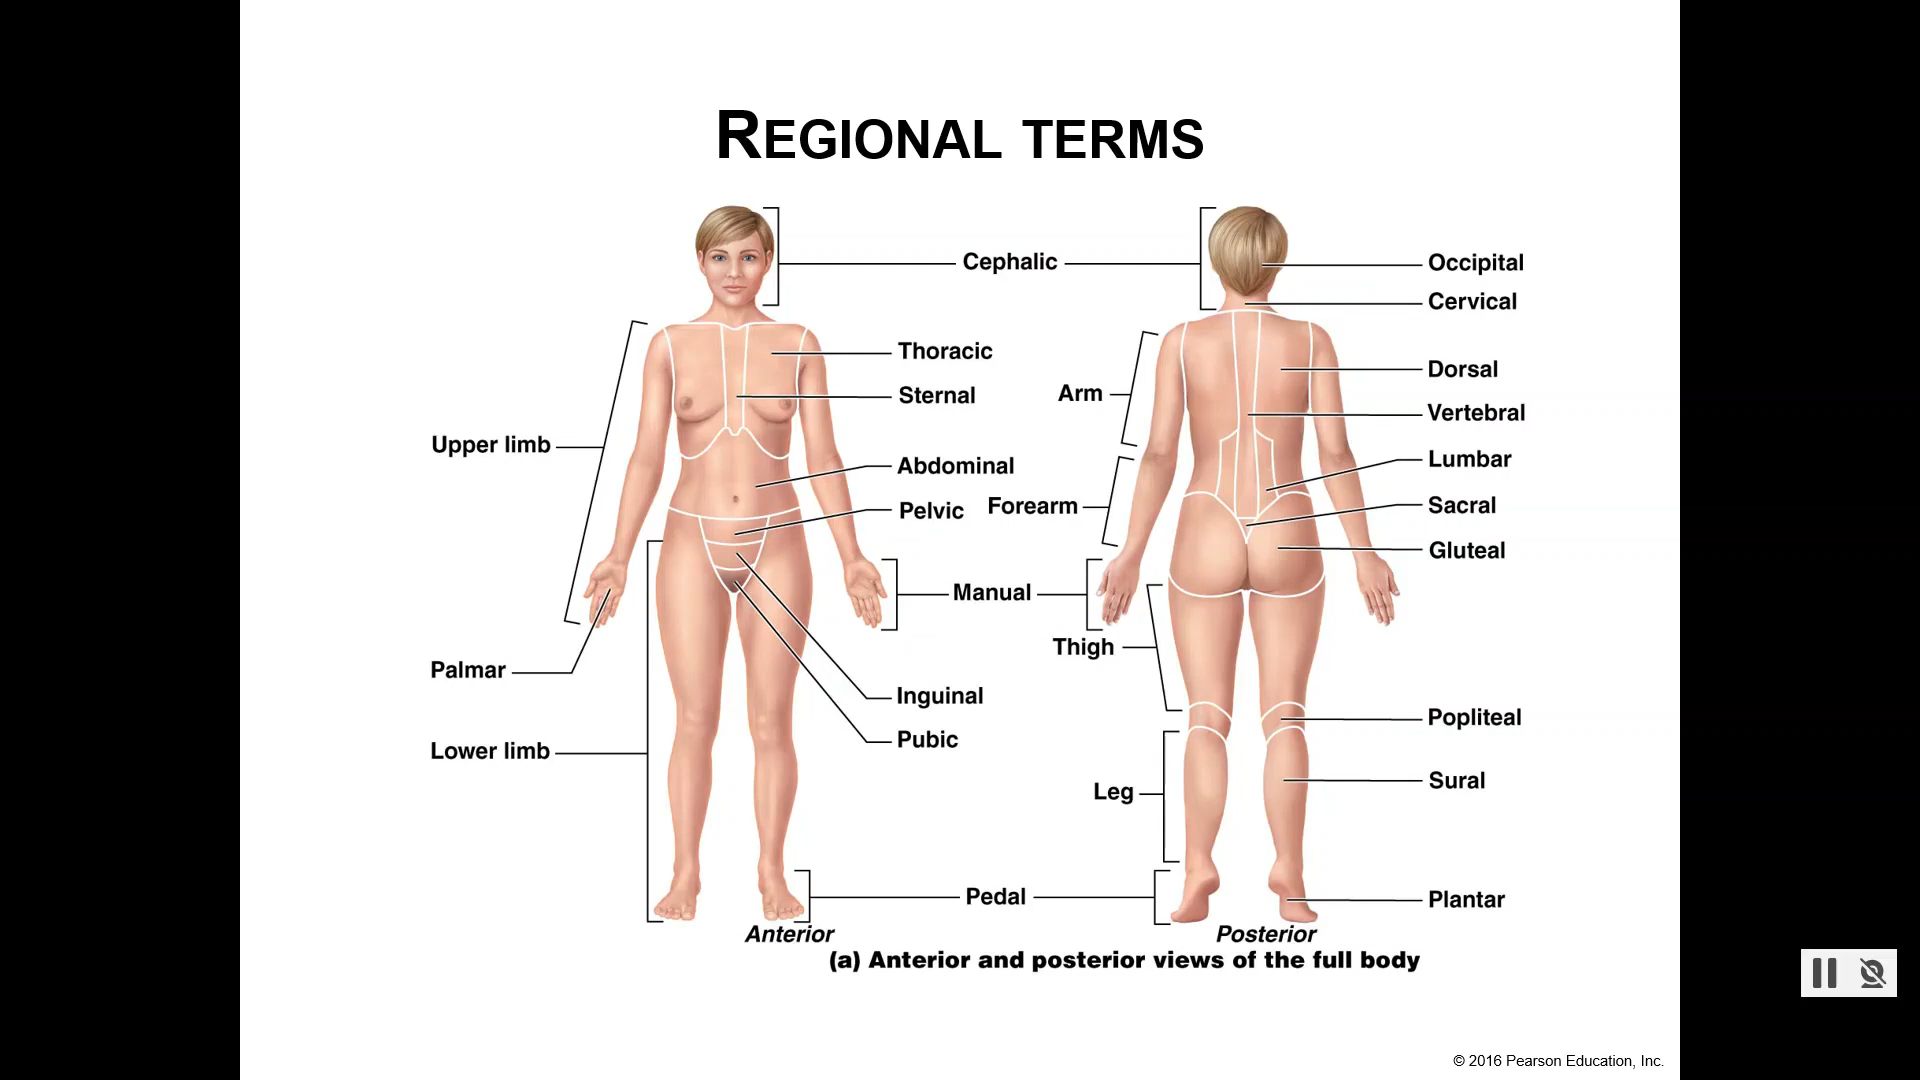 REGIONAL TERMS
Cephalic
Occipital
Cervical
Thoracic
Dorsal
Sternal
Arm
Vertebral
Upper limb
Abdominal
Lumbar
Pelvic
Forearm
Sacral
Gluteal
Manual
Thigh
Palmar
Inguinal
Popliteal
Pubic
Lower limb
Sural
Leg
Pedal
Plantar
Anterior
Posterior
(a) Anterior and posterior views of the full body
© 2016 Pearson Education, Inc.